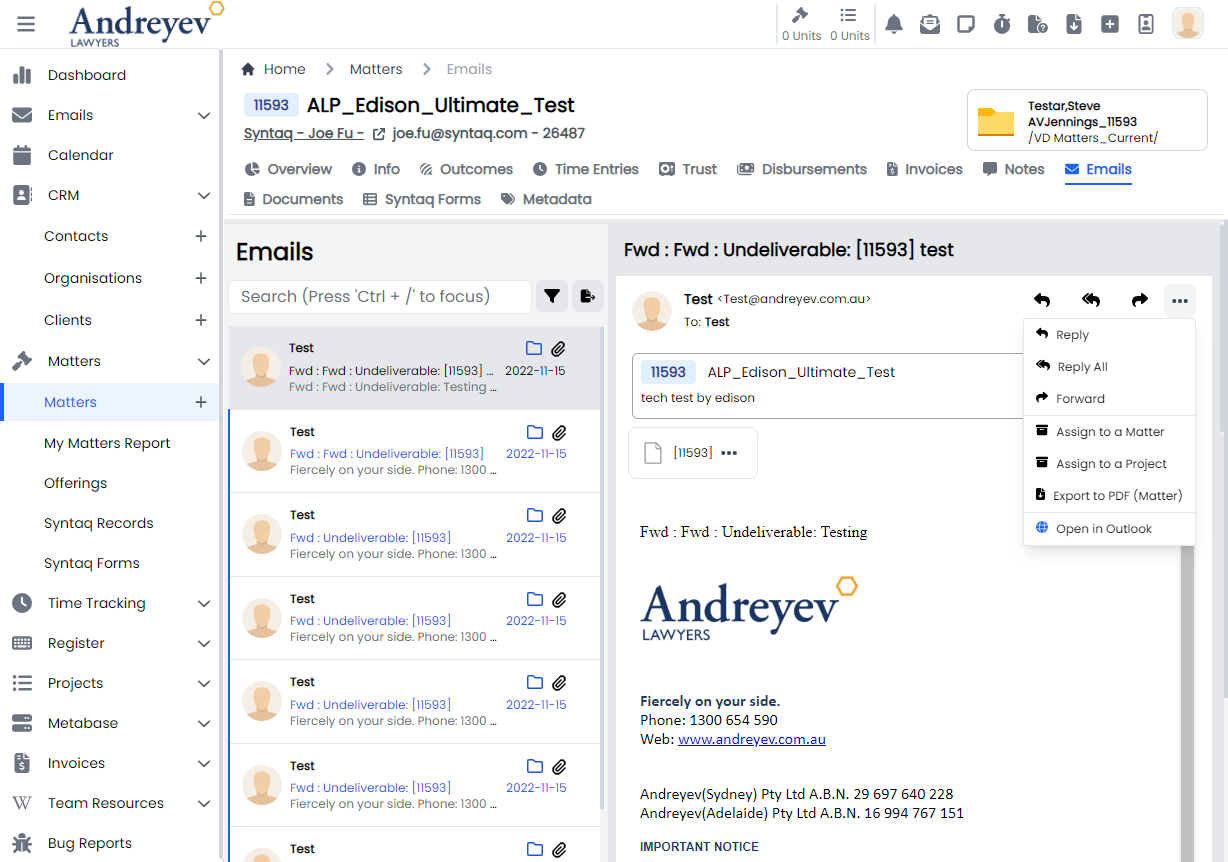 Andreyev
LAWYERS
0 Units
0 Units
Dashboard
Emails
Calendar
CRM
Contacts
Organisations
Clients
Matters
Matters
My Matters Report
Offerings
Syntaq Records
Syntaq Forms
Time Tracking
Register
Projects
Metabase
Invoices
Team Resources
Bug Reports
Home
Matters
Emails
11593 ALP_Edison_Ultimate_Test
Syntaq - Joe Fu - joe.fu@syntaq.com - 26487
Testar,Steve
AVJennings_11593
/VD Matters_Current/
Overview Info Outcomes Time Entries Trust Disbursements Invoices Notes Emails
Documents Syntaq Forms Metadata
Emails
Search (Press 'Ctrl + /' to focus)
Test
Fwd : Fwd : Undeliverable: [11593] ... 2022-11-15
Fwd : Fwd : Undeliverable: Testing ...
Test
Fwd : Fwd : Undeliverable: [11593] 2022-11-15
Fiercely on your side. Phone: 1300 ...
Test
Fwd : Undeliverable: [11593] 2022-11-15
Fiercely on your side. Phone: 1300 ...
Test
Fwd : Undeliverable: [11593] 2022-11-15
Fiercely on your side. Phone: 1300 ...
Test
Fwd : Undeliverable: [11593] 2022-11-15
Fiercely on your side. Phone: 1300 ...
Test
Fwd : Undeliverable: [11593] 2022-11-15
Fiercely on your side. Phone: 1300 ...
Test
Fwd : Fwd : Undeliverable: [11593] test
Test <Test@andreyev.com.au>
To: Test
Reply
Reply All
Forward
Assign to a Matter
Assign to a Project
Export to PDF (Matter)
Open in Outlook
11593 ALP_Edison_Ultimate_Test
tech test by edison
[11593]
Fwd : Fwd : Undeliverable: Testing
Andreyev
LAWYERS
Fiercely on your side.
Phone: 1300 654 590
Web: www.andreyev.com.au
Andreyev(Sydney) Pty Ltd A.B.N. 29 697 640 228
Andreyev(Adelaide) Pty Ltd A.B.N. 16 994 767 151
IMPORTANT NOTICE